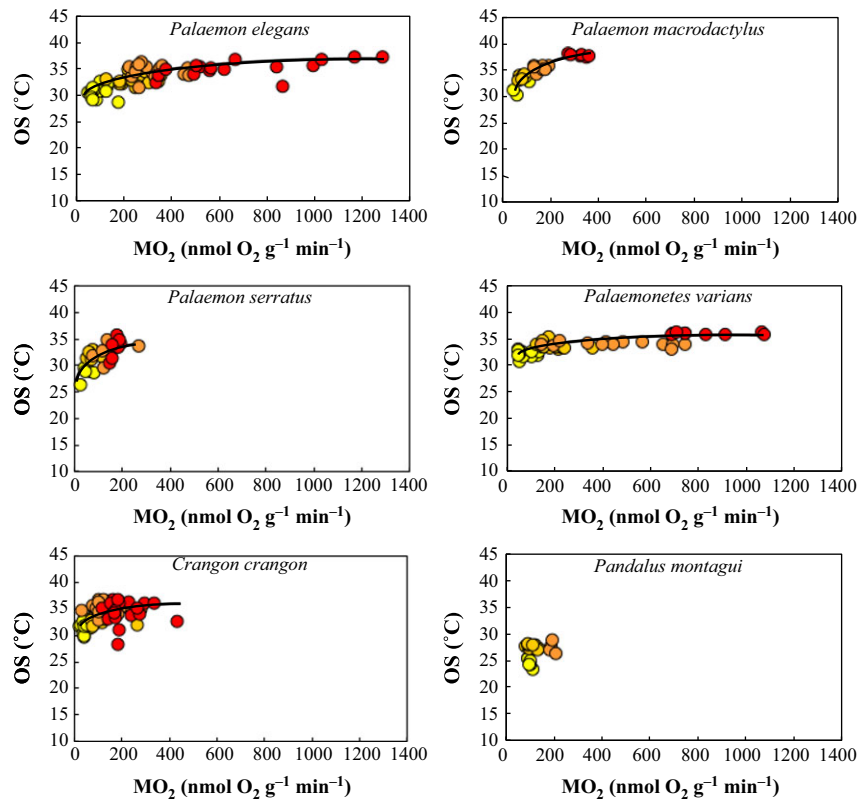 Palaemon elegans
OS (˚C)
45
40
35
30
25
20
15
10
0 200 400 600 800 1000 1200 1400
MO2 (nmol O2 g–1 min–1)
Palaemon macrodactylus
OS (˚C)
45
40
35
30
25
20
15
10
0 200 400 600 800 1000 1200 1400
MO2 (nmol O2 g–1 min–1)
Palaemon serratus
OS (˚C)
45
40
35
30
25
20
15
10
0 200 400 600 800 1000 1200 1400
MO2 (nmol O2 g–1 min–1)
Palaemonetes varians
OS (˚C)
45
40
35
30
25
20
15
10
0 200 400 600 800 1000 1200 1400
MO2 (nmol O2 g–1 min–1)
Crangon crangon
OS (˚C)
45
40
35
30
25
20
15
10
0 200 400 600 800 1000 1200 1400
MO2 (nmol O2 g–1 min–1)
Pandalus montagui
OS (˚C)
45
40
35
30
25
20
15
10
0 200 400 600 800 1000 1200 1400
MO2 (nmol O2 g–1 min–1)